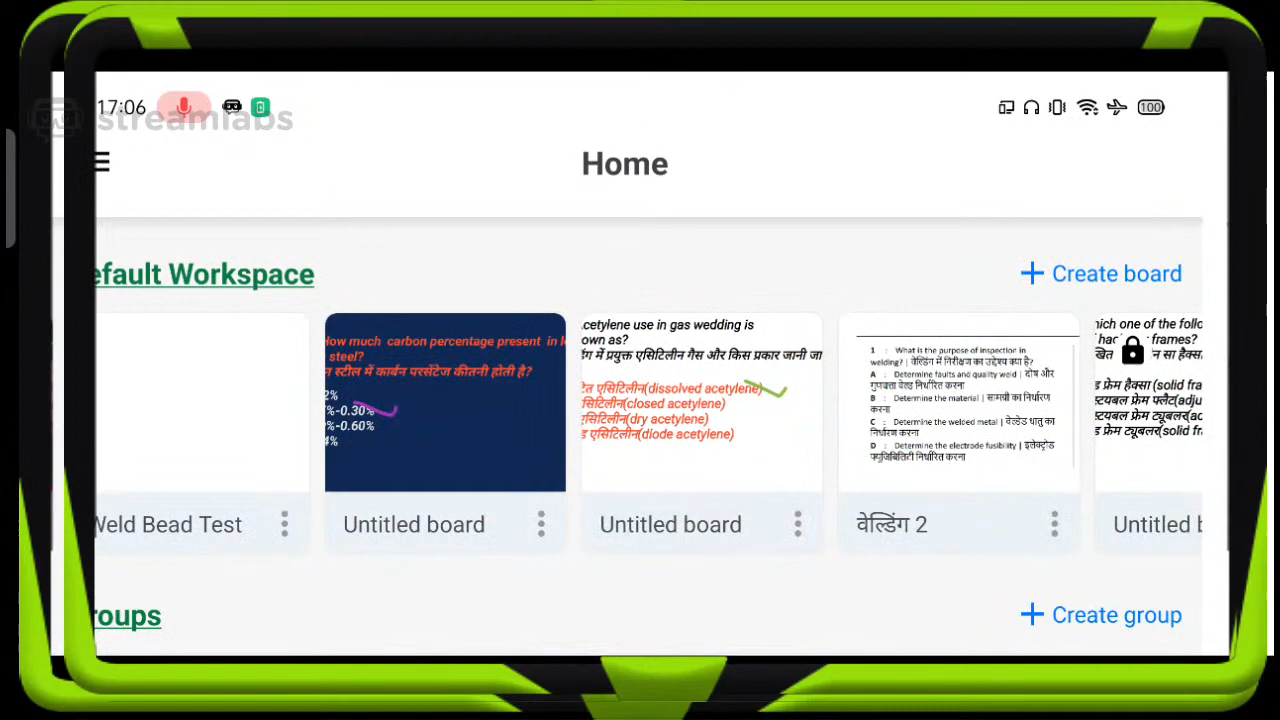 17:06
100
streamlabs
Home
efault Workspace
+ Create board
How much carbon percentage present in l
steel?
न स्टील में कार्बन परसेंटेज कीतनी होती है?
2%
%-0.30%
%-0.60%
4%
Weld Bead Test
Untitled board
cetylene use in gas wedding is
own as?
ंग में प्रयुक्त एसिटिलीन गैस और किस प्रकार जानी जा
एसिटिलीन(dissolved acetylene)
सिटिलीन(closed acetylene)
एसिटिलीन(dry acetylene)
ड एसिटिलीन(diode acetylene)
Untitled board
1 : What is the purpose of inspection in
welding? | वेल्डिंग में निरीक्षण का उद्देश्य क्या है?
A : Determine faults and quality weld | दोष और
गुणवत्ता वेल्ड निर्धारित करना
B : Determine the material | सामग्री का निर्धारण
करना
C : Determine the welded metal | वेल्डेड धातु का
निर्धारण करना
D : Determine the electrode fusibility | इलेक्ट्रोड
फ्यूजिबिलिटी निर्धारित करना
वेल्डिंग 2
hich one of the follo
frames?
सा हैक्सा
ड फ्रेम हैक्सा (solid fra
स्टयबल फ्रेम फ्लैट(adju
स्टयबल फ्रेम ट्यूबलर(ad
ड फ्रेम ट्यूबलर(solid fr
Untitled b
roups
+ Create group